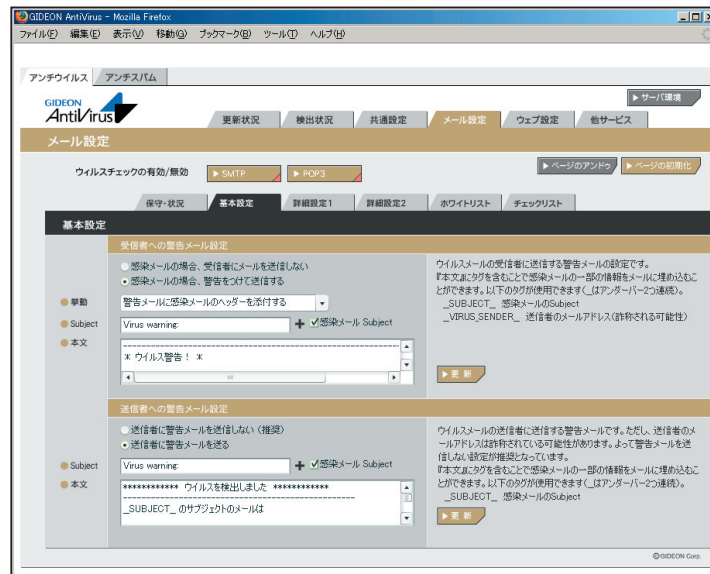 GIDEON AntiVirus - Mozilla Firefox
ファイル(F) 編集(E) 表示(V) 移動(G) ブックマーク(B) ツール(T) ヘルプ(H)
アンチウイルス アンチスパム
▶サーバ環境
GIDEON
AntiVirus
更新状況 検出状況 共通設定 メール設定 ウェブ設定 他サービス
メール設定
ウィルスチェックの有効/無効 ▶SMTP ▶POP3 ▶ページのアンドゥ ▶ページの初期化
保守・状況 基本設定 詳細設定1 詳細設定2 ホワイトリスト チェックリスト
基本設定
受信者への警告メール設定
感染メールの場合、受信者にメールを送信しない
感染メールの場合、警告をつけて送信する
挙動 警告メールに感染メールのヘッダーを添付する
Subject Virus warning: + 感染メール Subject
本文
--------------------------------------------------
* ウイルス警告！ *
ウイルスメールの受信者に送信する警告メールの設定です。
『本文』にタグを含むことで感染メールの一部の情報をメールに埋め込むこ
とができます。以下のタグが使用できます(_はアンダーバー2つ連続)。
_SUBJECT_ 感染メールのSubject
_VIRUS_SENDER_ 送信者のメールアドレス(詐称される可能性)
▶更 新
送信者への警告メール設定
送信者に警告メールを送信しない（推奨）
送信者に警告メールを送る
Subject Virus warning: + 感染メール Subject
本文
************ ウイルスを検出しました ************
--------------------------------------------------
_SUBJECT_ のサブジェクトのメールは
ウイルスメールの送信者に送信する警告メールです。ただし、送信者のメ
ールアドレスは詐称されている可能性があります。よって警告メールを送
信しない設定が推奨となっています。
『本文』にタグを含むことで感染メールの一部の情報をメールに埋め込むこ
とができます。以下のタグが使用できます(_はアンダーバー2つ連続)。
_SUBJECT_ 感染メールのSubject
▶更 新
©GIDEON Corp.